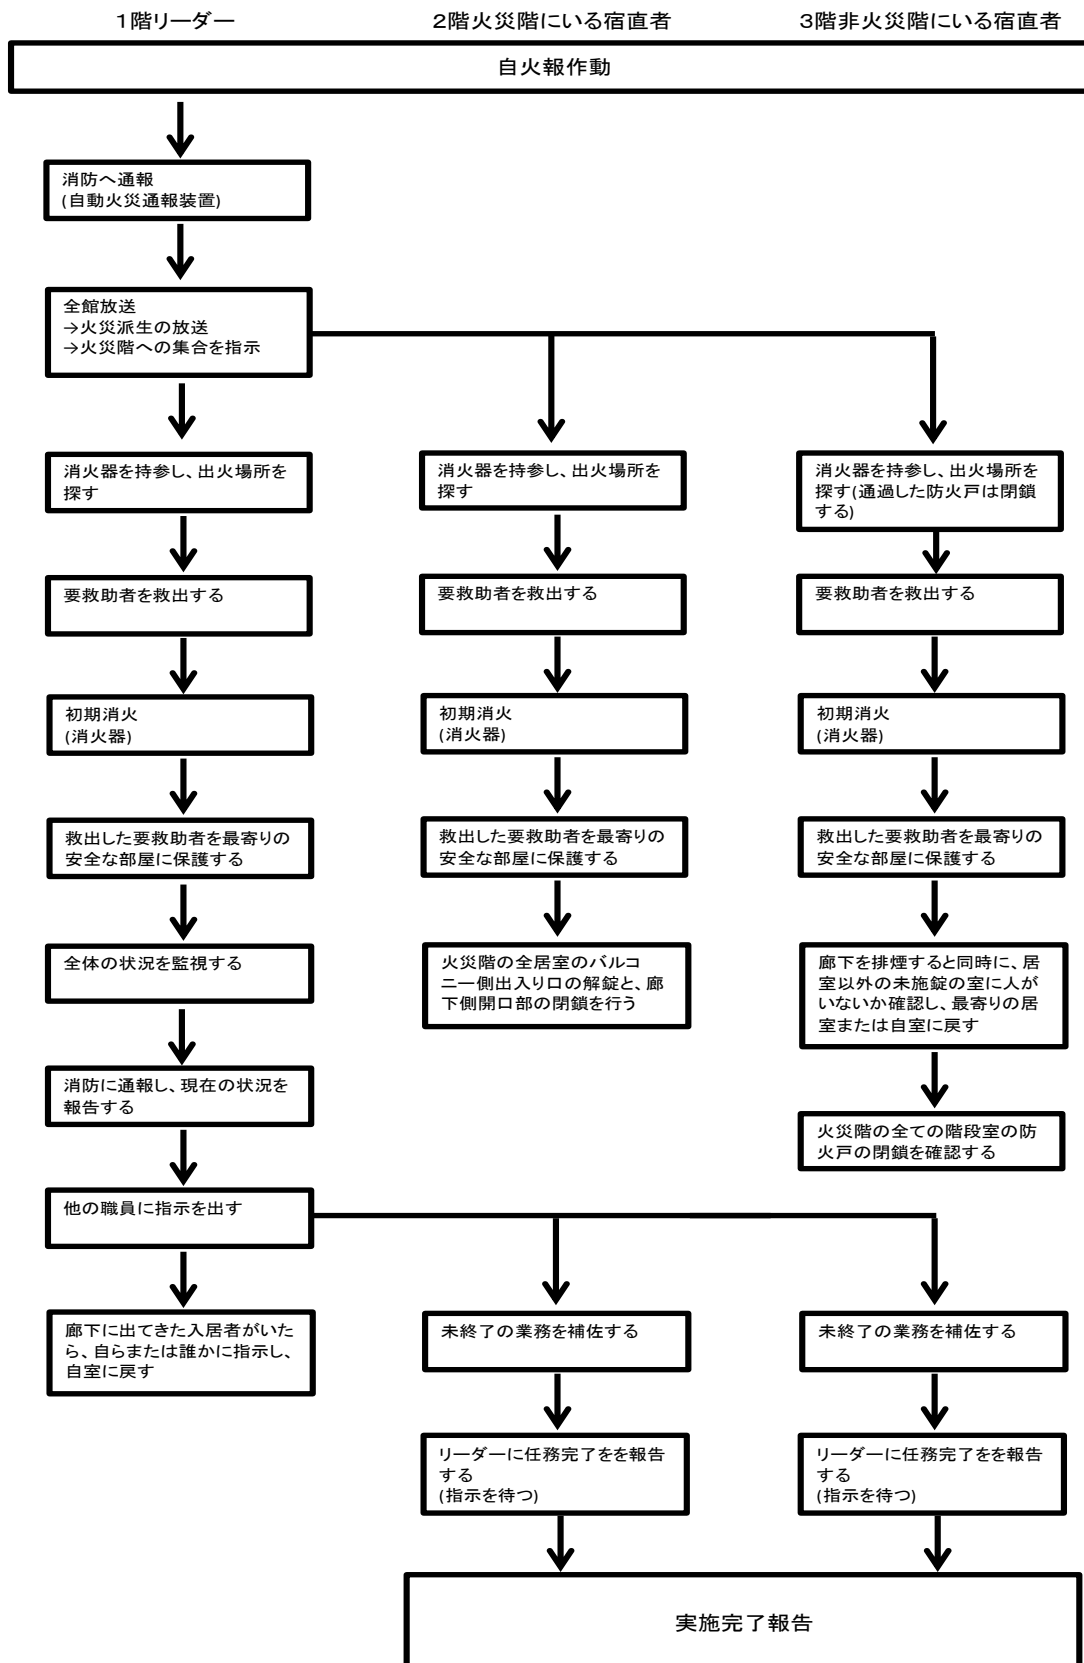 1階リーダー
2階火災階にいる宿直者
3階非火災階にいる宿直者
自火報作動
消防へ通報
(自動火災通報装置)
全館放送
→火災派生の放送
→火災階への集合を指示
消火器を持参し、出火場所を
探す
消火器を持参し、出火場所を
探す
消火器を持参し、出火場所を
探す(通過した防火戸は閉鎖
する)
要救助者を救出する
要救助者を救出する
要救助者を救出する
初期消火
(消火器)
初期消火
(消火器)
初期消火
(消火器)
救出した要救助者を最寄りの
安全な部屋に保護する
救出した要救助者を最寄りの
安全な部屋に保護する
救出した要救助者を最寄りの
安全な部屋に保護する
全体の状況を監視する
火災階の全居室のバルコ
ニー側出入り口の解錠と、廊
下側開口部の閉鎖を行う
廊下を排煙すると同時に、居
室以外の未施錠の室に人が
いないか確認し、最寄りの居
室または自室に戻す
消防に通報し、現在の状況を
報告する
火災階の全ての階段室の防
火戸の閉鎖を確認する
他の職員に指示を出す
廊下に出てきた入居者がいた
ら、自らまたは誰かに指示し、
自室に戻す
未終了の業務を補佐する
未終了の業務を補佐する
リーダーに任務完了をを報告
する
(指示を待つ)
リーダーに任務完了をを報告
する
(指示を待つ)
実施完了報告